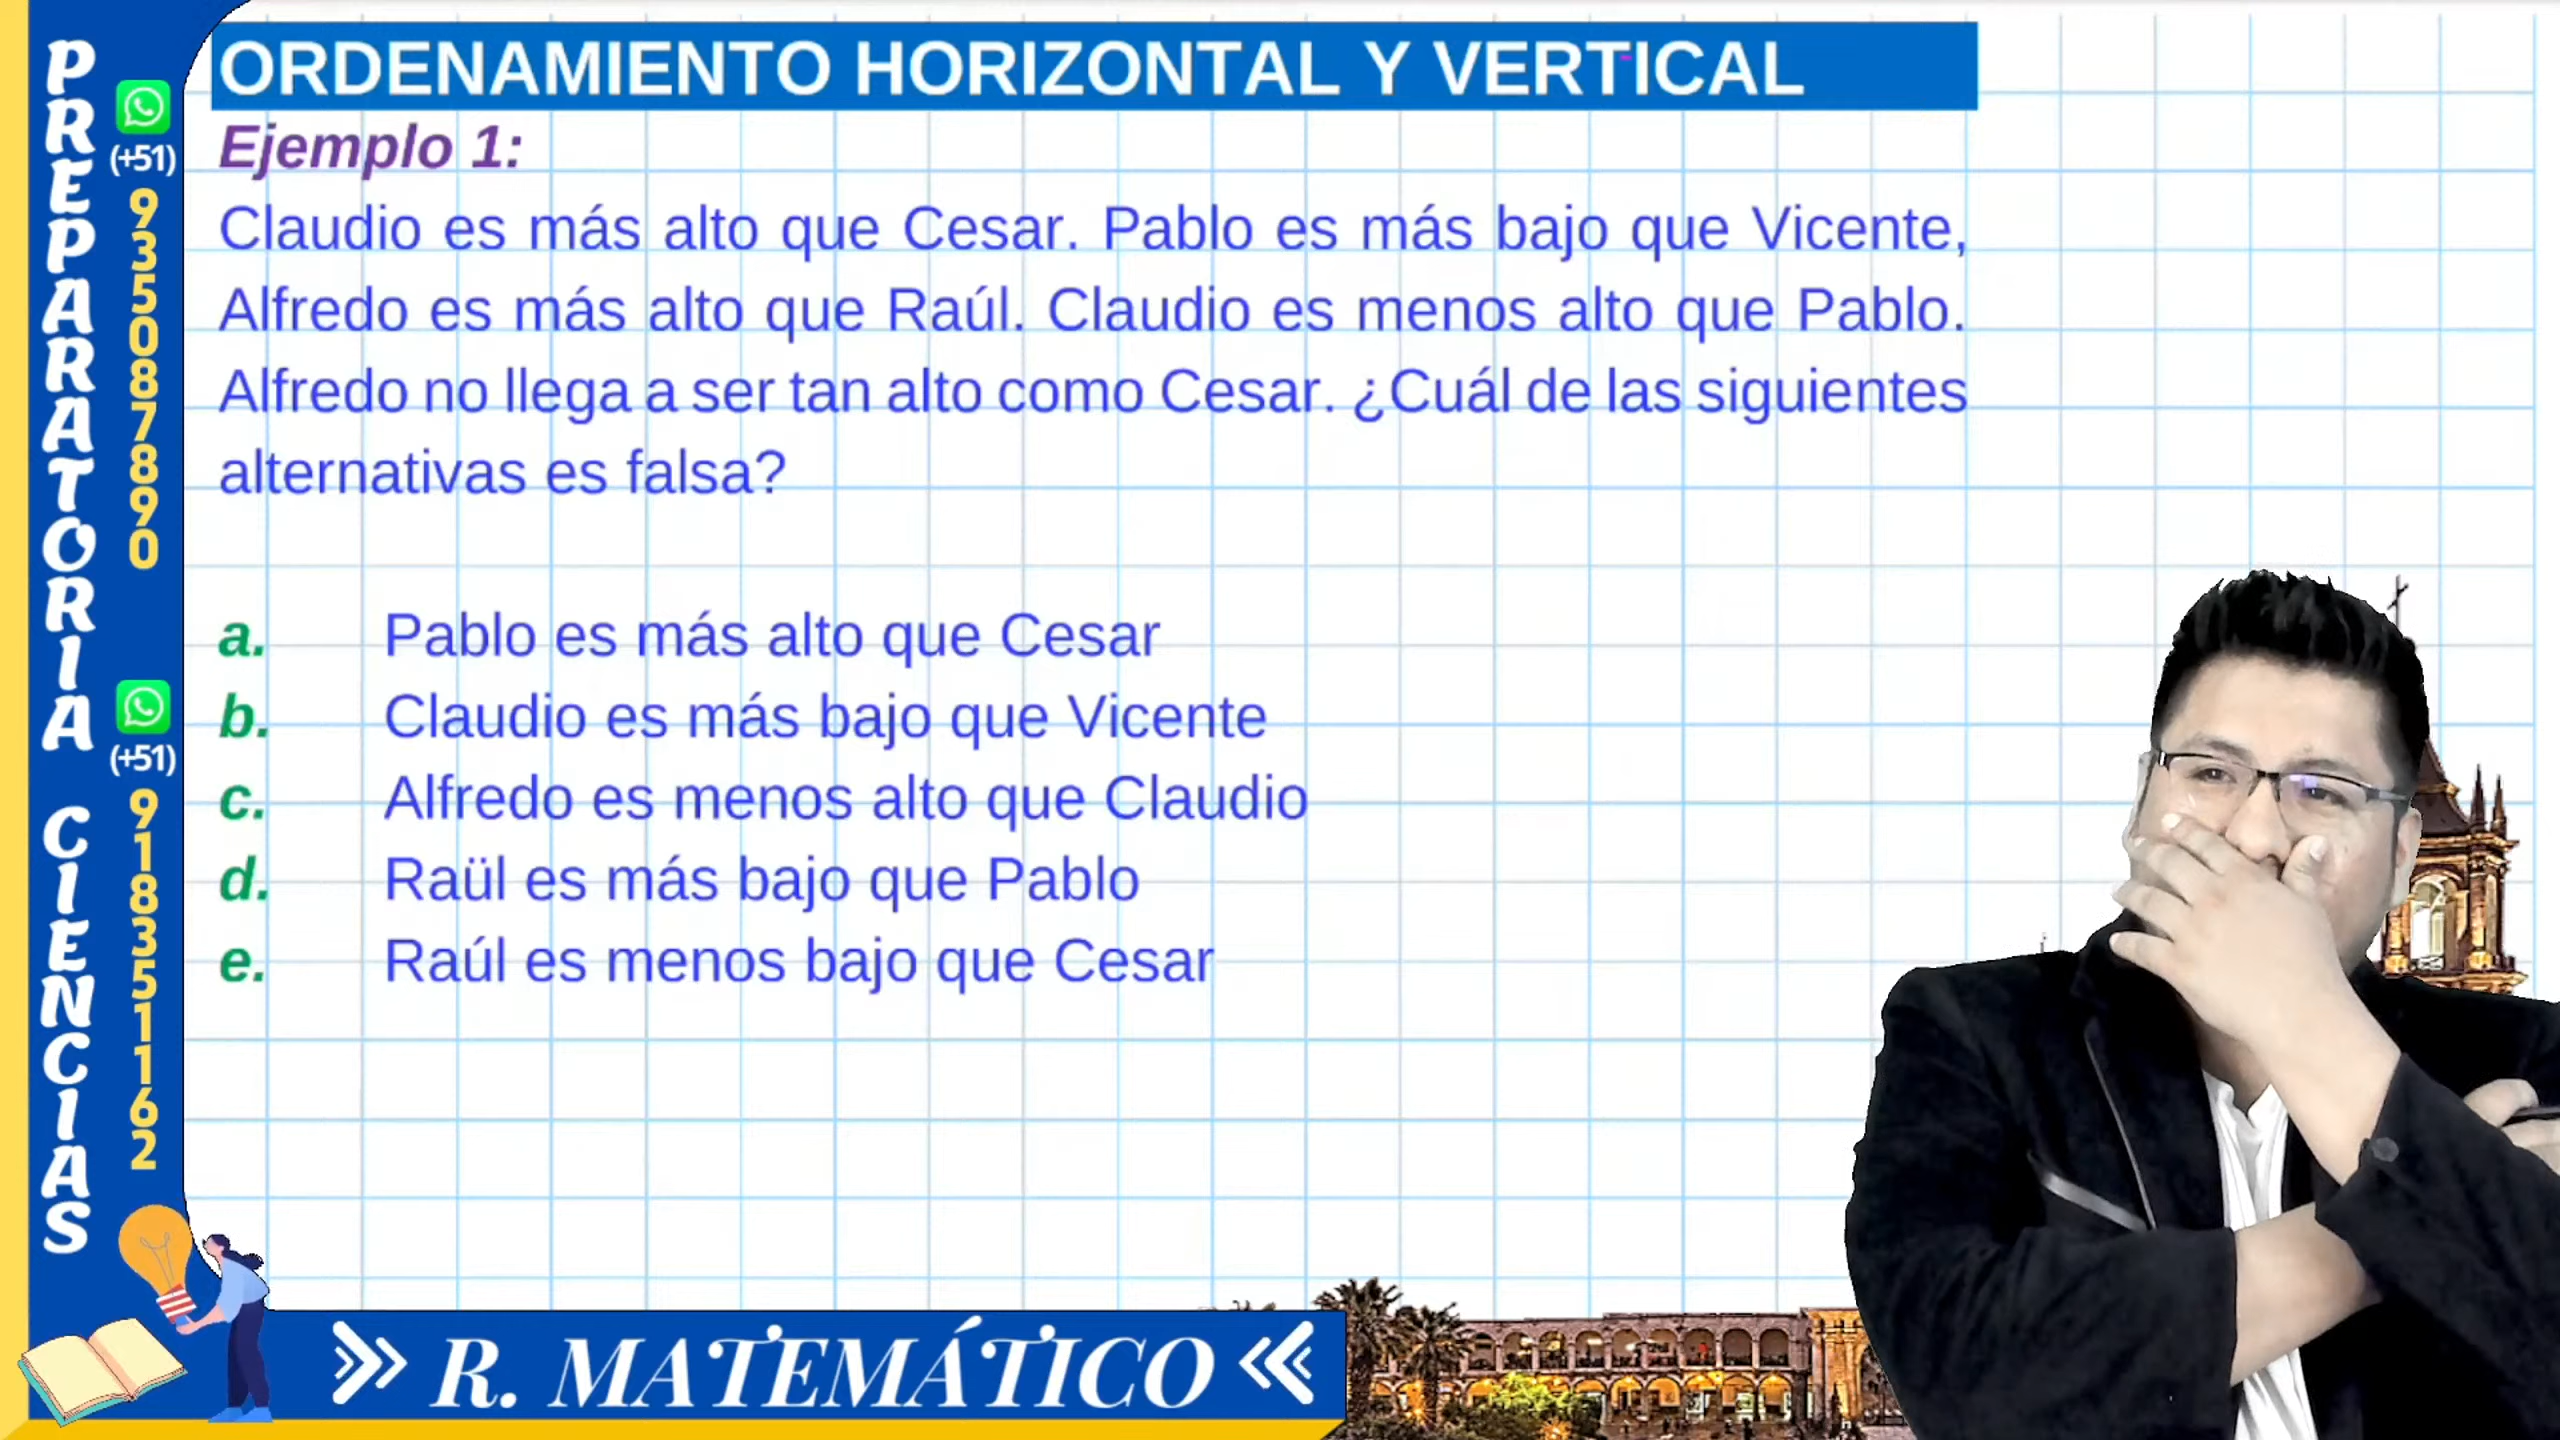 PREPARATORIA CIENCIAS
(+51)
935087890
(+51)
918351162
ORDENAMIENTO HORIZONTAL Y VERTICAL
Ejemplo 1:
Claudio es más alto que Cesar. Pablo es más bajo que Vicente,
Alfredo es más alto que Raúl. Claudio es menos alto que Pablo.
Alfredo no llega a ser tan alto como Cesar. ¿Cuál de las siguientes
alternativas es falsa?
a. Pablo es más alto que Cesar
b. Claudio es más bajo que Vicente
c. Alfredo es menos alto que Claudio
d. Raül es más bajo que Pablo
e. Raúl es menos bajo que Cesar
R. MATEMÁTICO